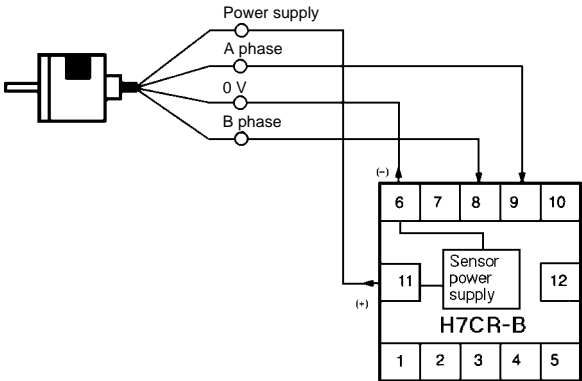 Power supply
A phase
0 V
B phase
(–)
6 7 8 9 10
11
Sensor
power
supply
12
(+)
H7CR-B
1 2 3 4 5